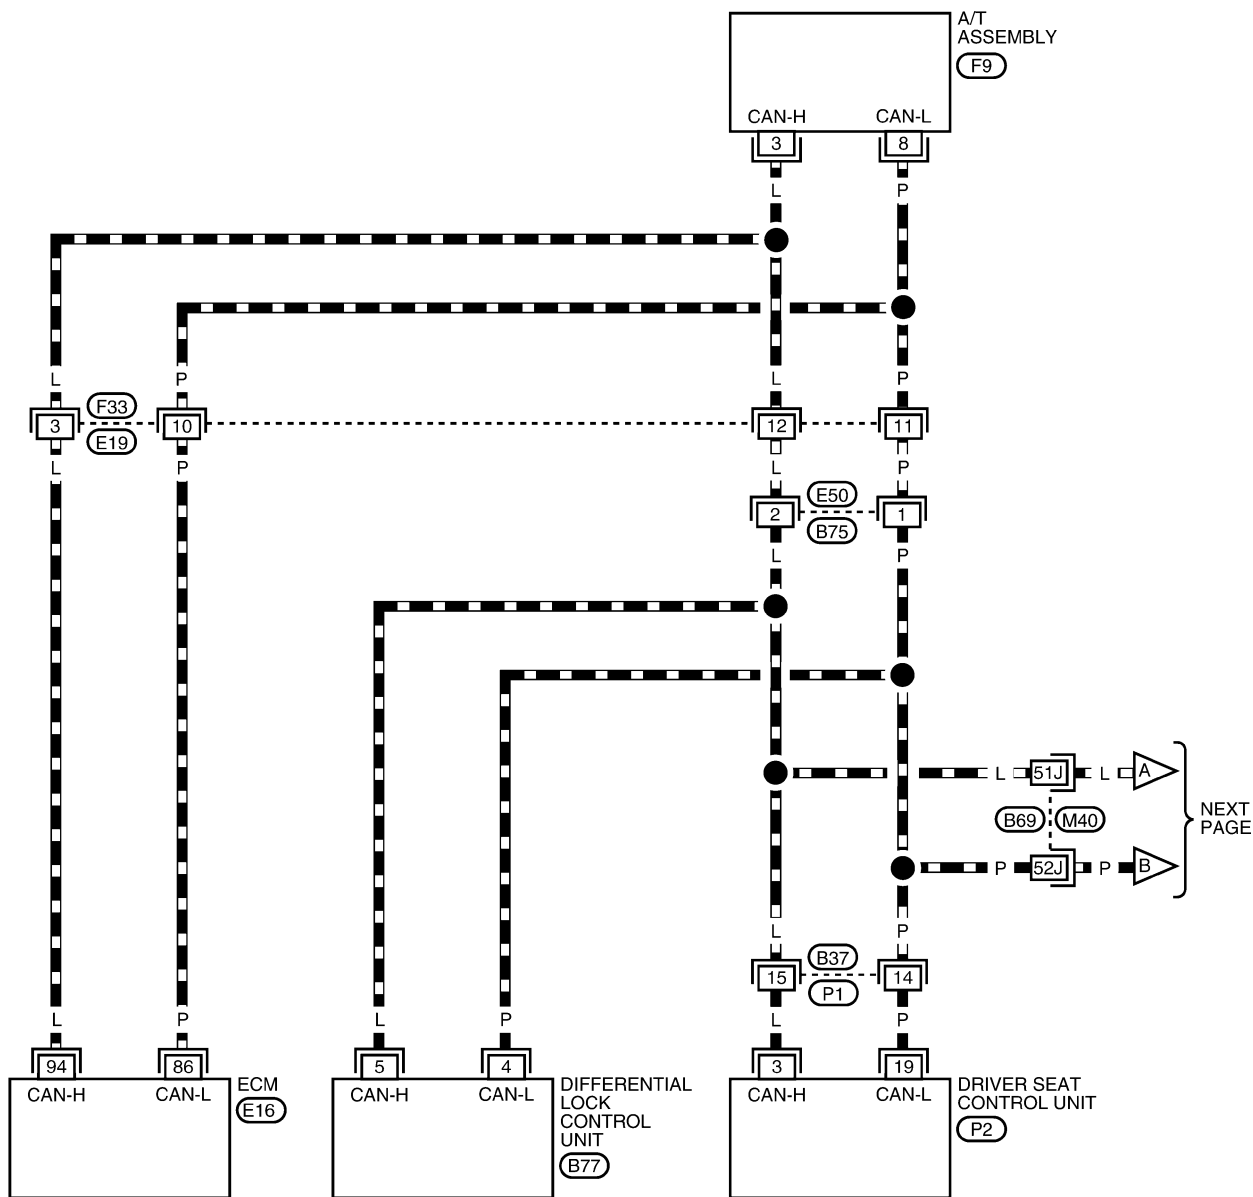 A/T
ASSEMBLY
F9
CAN-H
CAN-L
3
8
L
P
L
P
L
P
3
F33
E19
10
12
11
L
P
L
P
2
E50
B75
1
L
P
L
51J
L
A
B69
M40
NEXT
PAGE
P
52J
P
B
L
P
15
B37
P1
14
L
P
L
P
L
P
94
86
5
4
3
19
CAN-H
CAN-L
ECM
E16
CAN-H
CAN-L
DIFFERENTIAL
LOCK
CONTROL
UNIT
B77
CAN-H
CAN-L
DRIVER SEAT
CONTROL UNIT
P2